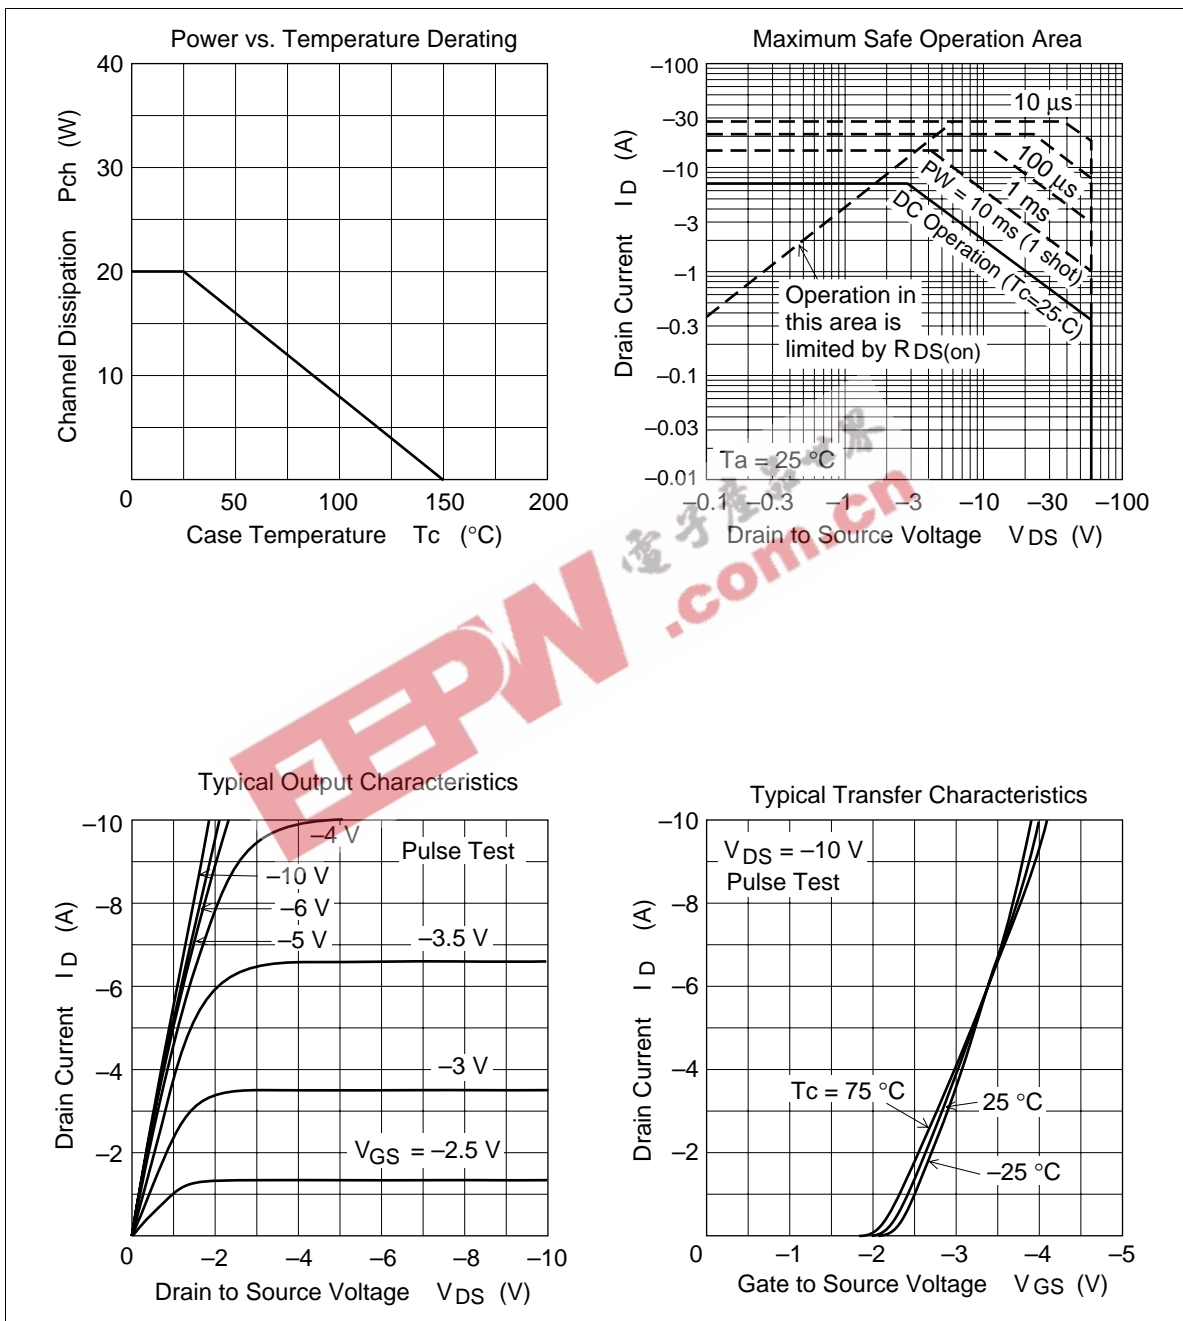 Power vs. Temperature Derating
40
30
20
10
Channel Dissipation Pch (W)
0 50 100 150 200
Case Temperature Tc (°C)
Maximum Safe Operation Area
–100
–30
–10
–3
–1
–0.3
–0.1
–0.03
–0.01
Drain Current I D (A)
10 µs
100 µs
1 ms
PW = 10 ms (1 shot)
DC Operation (Tc=25·C)
Operation in
this area is
limited by R DS(on)
Ta = 25 °C
–0.1 –0.3 –1 –3 –10 –30 –100
Drain to Source Voltage V DS (V)
EEPW
電子產品世界
.com.cn
Typical Output Characteristics
–10
–8
–6
–4
–2
Drain Current I D (A)
–4 V
Pulse Test
–10 V
–6 V
–5 V
–3.5 V
–3 V
V GS = –2.5 V
0 –2 –4 –6 –8 –10
Drain to Source Voltage V DS (V)
Typical Transfer Characteristics
–10
–8
–6
–4
–2
Drain Current I D (A)
V DS = –10 V
Pulse Test
Tc = 75 °C
25 °C
–25 °C
0 –1 –2 –3 –4 –5
Gate to Source Voltage V GS (V)